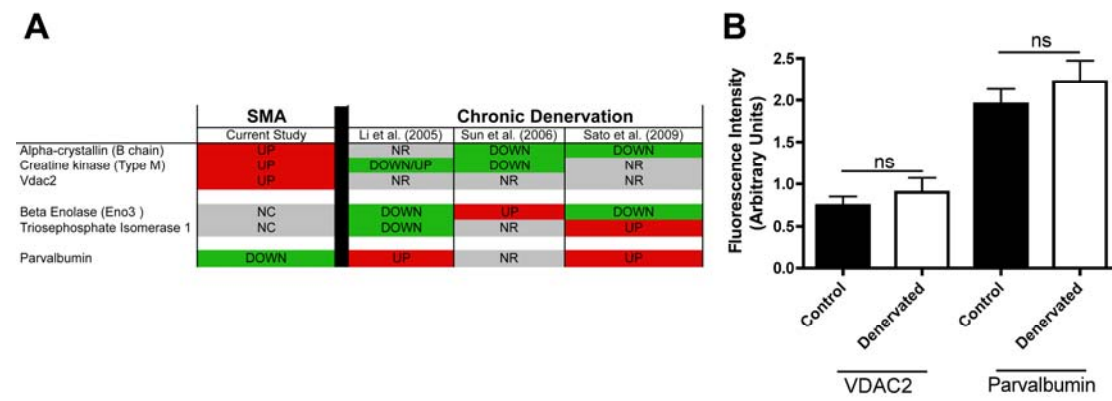 A
SMA Chronic Denervation
Current Study Li et al. (2005) Sun et al. (2006) Sato et al. (2009)
Alpha-crystallin (B chain) UP NR DOWN DOWN
Creatine kinase (Type M) UP DOWN/UP DOWN NR
Vdac2 UP NR NR NR
Beta Enolase (Eno3 ) NC DOWN UP DOWN
Triosephosphate Isomerase 1 NC DOWN NR UP
Parvalbumin DOWN UP NR UP
B
Fluorescence Intensity
(Arbitrary Units)
2.5
2.0
1.5
1.0
0.5
0.0
ns
ns
Control
Denervated
Control
Denervated
VDAC2
Parvalbumin